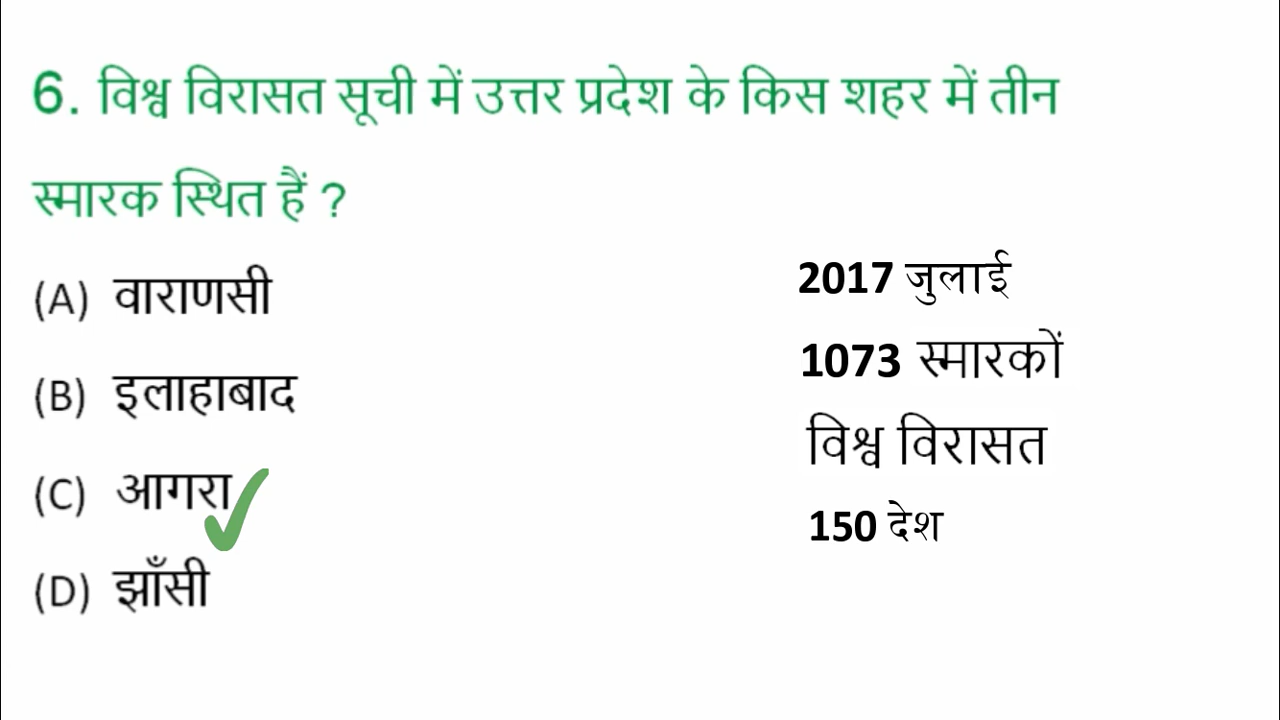 6. विश्व विरासत सूची में उत्तर प्रदेश के किस शहर में तीन
स्मारक स्थित हैं ?
(A) वाराणसी
(B) इलाहाबाद
(C) आगरा
(D) झाँसी
2017 जुलाई
1073 स्मारकों
विश्व विरासत
150 देश